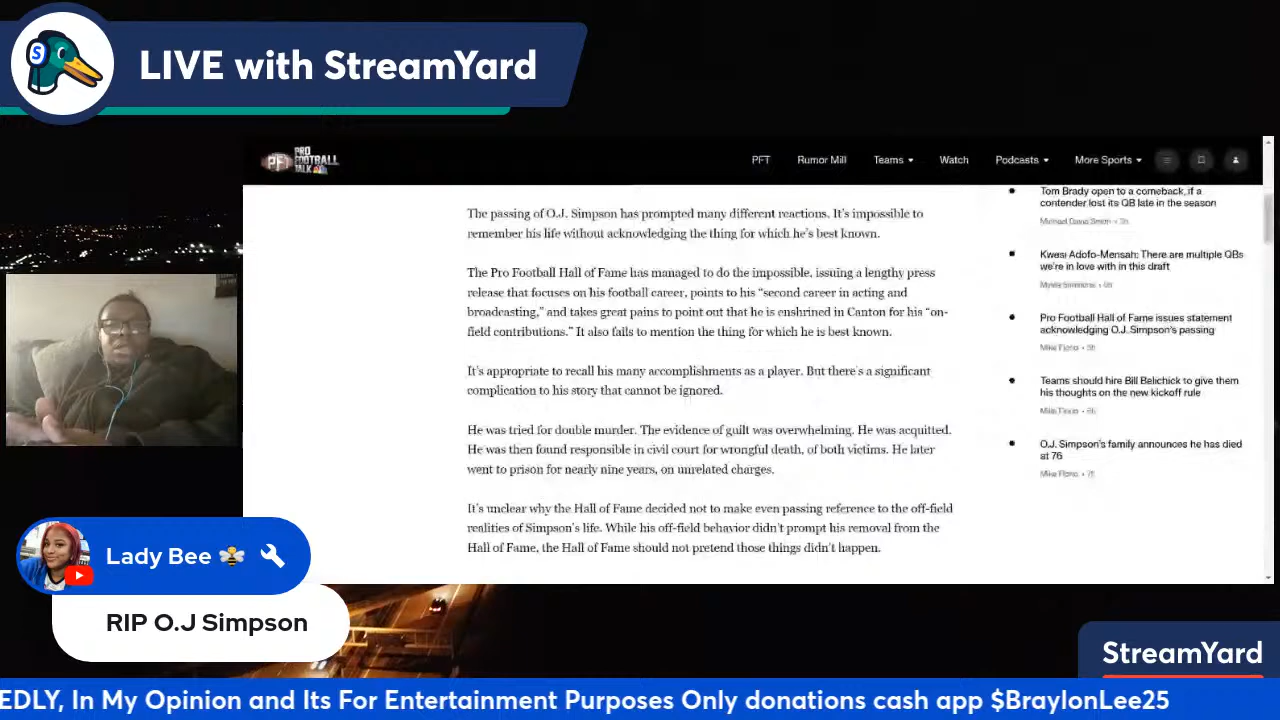 S
LIVE with StreamYard
PFT
PRO
FOOTBALL
TALK
PFT
Rumor Mill
Teams
Watch
Podcasts
More Sports
The passing of O.J. Simpson has prompted many different reactions. It's impossible to
remember his life without acknowledging the thing for which he's best known.
The Pro Football Hall of Fame has managed to do the impossible, issuing a lengthy press
release that focuses on his football career, points to his “second career in acting and
broadcasting,” and takes great pains to point out that he is enshrined in Canton for his “on-
field contributions.” It also fails to mention the thing for which he is best known.
It's appropriate to recall his many accomplishments as a player. But there's a significant
complication to his story that cannot be ignored.
He was tried for double murder. The evidence of guilt was overwhelming. He was acquitted.
He was then found responsible in civil court for wrongful death, of both victims. He later
went to prison for nearly nine years, on unrelated charges.
It's unclear why the Hall of Fame decided not to make even passing reference to the off-field
realities of Simpson's life. While his off-field behavior didn't prompt his removal from the
Hall of Fame, the Hall of Fame should not pretend those things didn't happen.
Tom Brady open to a comeback, if a
contender lost its QB late in the season
Michael David Smith •
Kwesi Adofo-Mensah: There are multiple QBs
we're in love with in this draft
Myles Simmons •
Pro Football Hall of Fame issues statement
acknowledging O.J. Simpson's passing
Mike Florio •
Teams should hire Bill Belichick to give them
his thoughts on the new kickoff rule
Mike Florio •
O.J. Simpson's family announces he has died
at 76
Mike Florio •
Lady Bee 🐝
RIP O.J Simpson
StreamYard
EDLY, In My Opinion and Its For Entertainment Purposes Only donations cash app $BraylonLee25